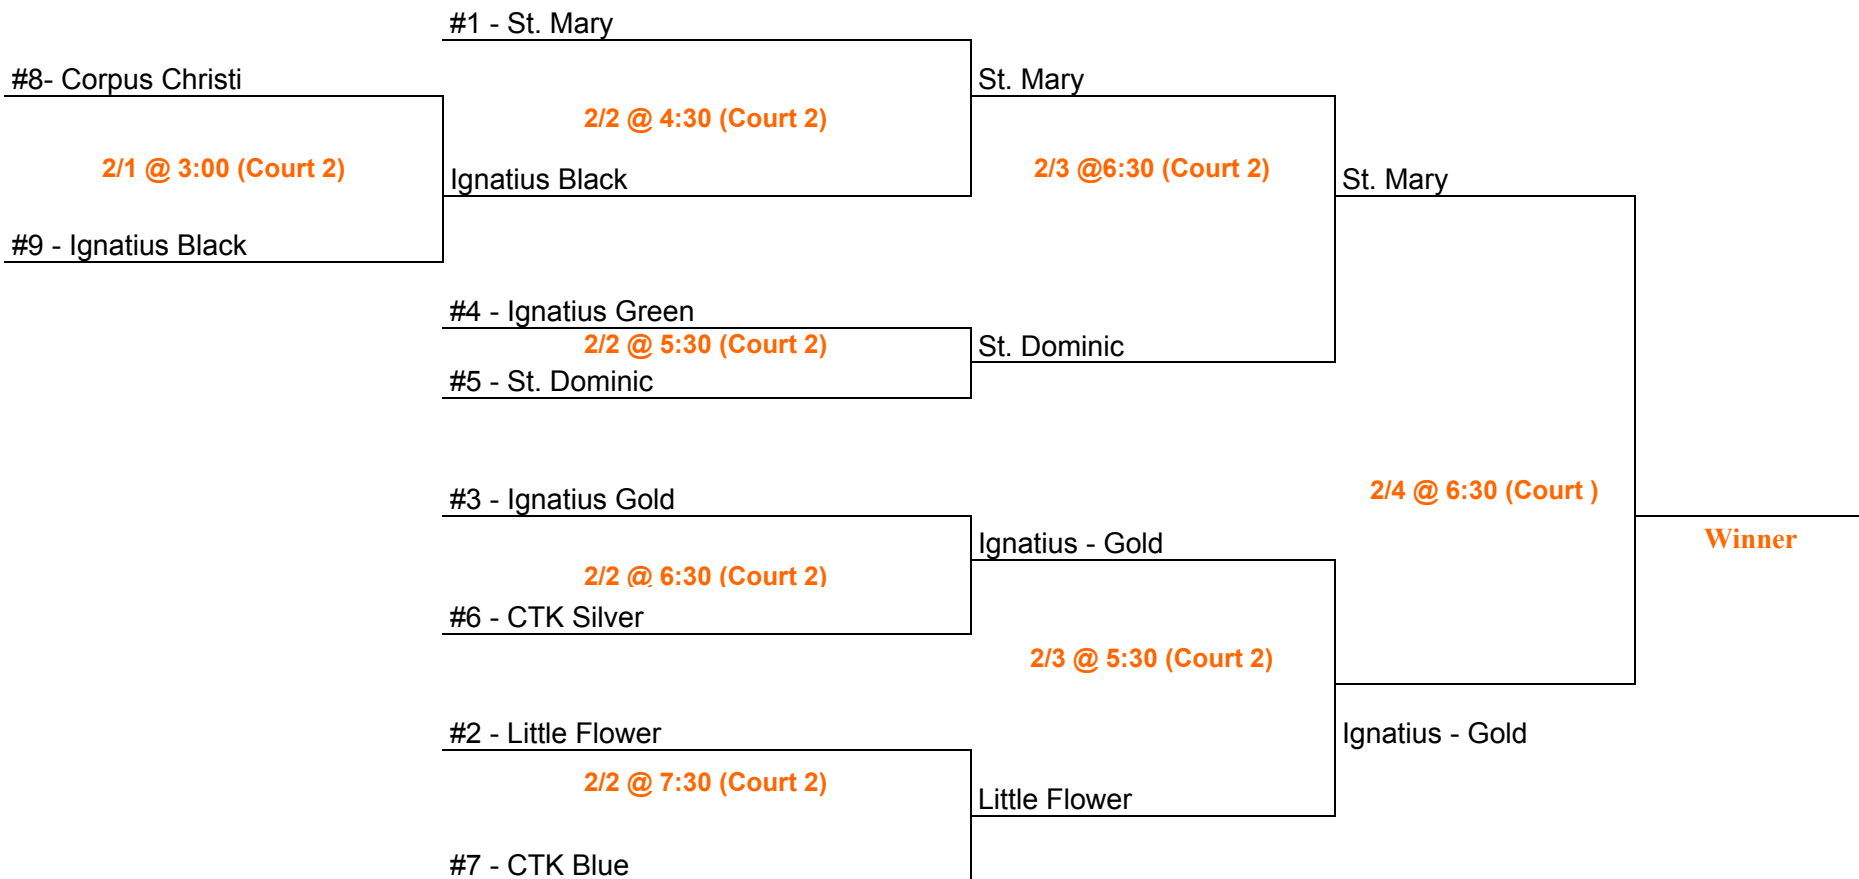 #1 - St. Mary
#8- Corpus Christi
St. Mary
2/2 @ 4:30 (Court 2)
2/1 @ 3:00 (Court 2)
Ignatius Black
2/3 @6:30 (Court 2)
St. Mary
#9 - Ignatius Black
#4 - Ignatius Green
2/2 @ 5:30 (Court 2)
St. Dominic
#5 - St. Dominic
#3 - Ignatius Gold
2/4 @ 6:30 (Court )
Winner
Ignatius - Gold
2/2 @ 6:30 (Court 2)
#6 - CTK Silver
2/3 @ 5:30 (Court 2)
#2 - Little Flower
Ignatius - Gold
2/2 @ 7:30 (Court 2)
Little Flower
#7 - CTK Blue